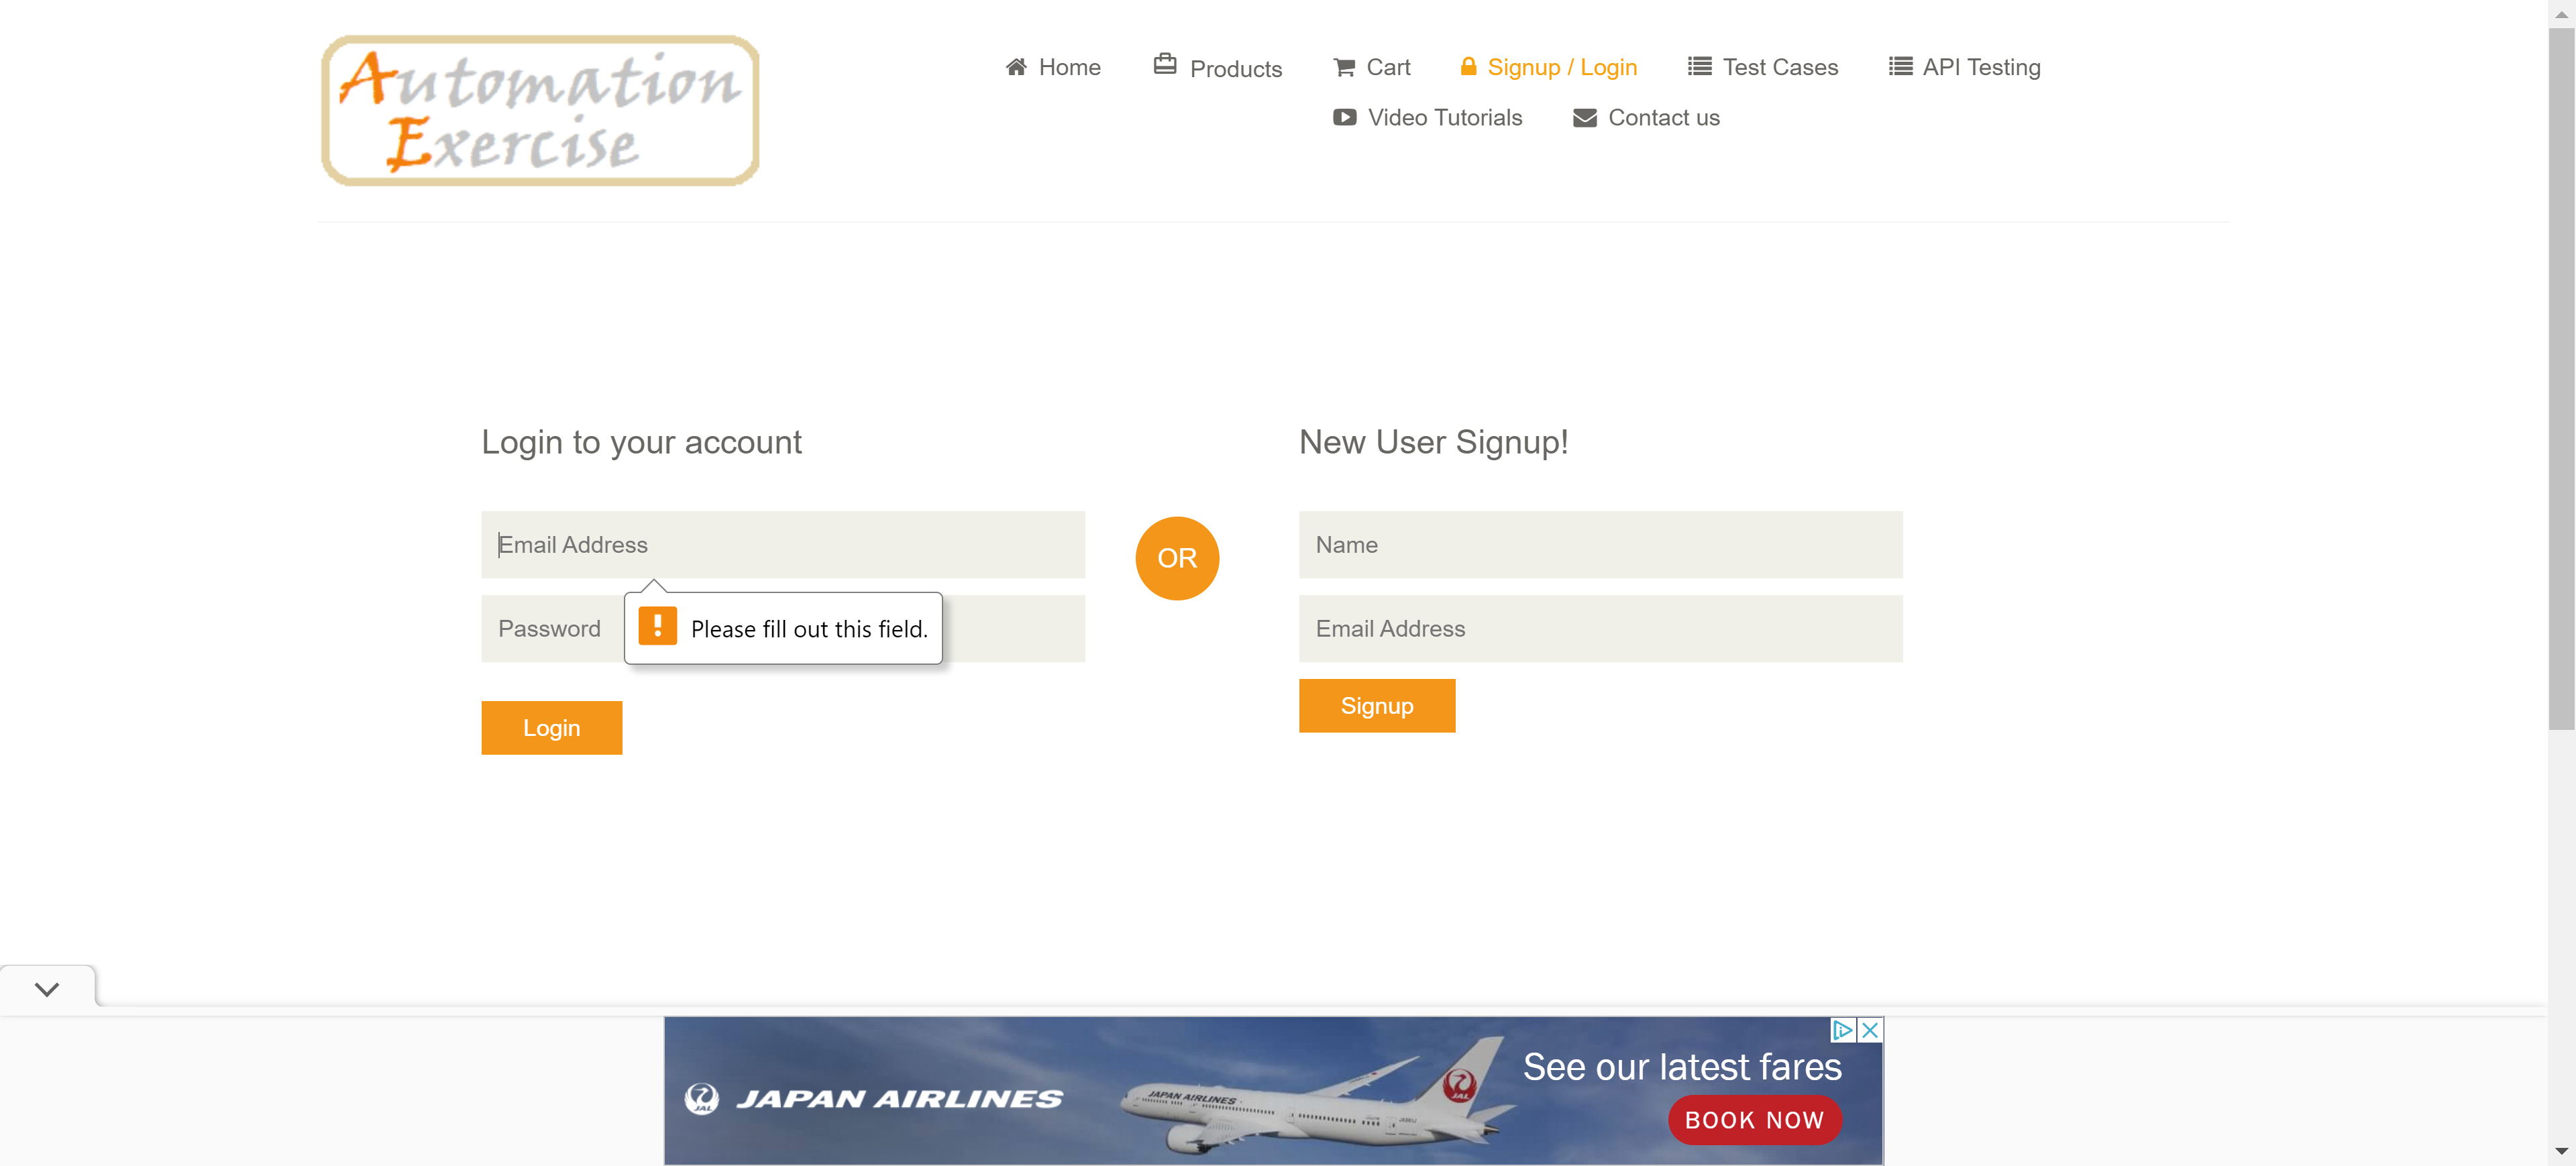 Automation
Exercise
Home
Products
Cart
Signup / Login
Test Cases
API Testing
Video Tutorials
Contact us
Login to your account
Email Address
Password
Please fill out this field.
Login
OR
New User Signup!
Name
Email Address
Signup
JAL
JAPAN AIRLINES
JAPAN AIRLINES
JAL
See our latest fares
BOOK NOW